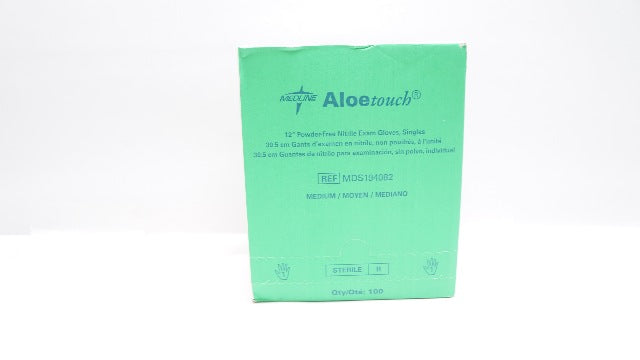 MEDLINE Aloetouch®
12" Powder-Free Nitrile Exam Gloves, Singles
30.5 cm Gants d'examen en nitrile, non poudrés, à l'unité
30.5 cm Guantes de nitrilo para examinación, sin polvo, individual
REF MDS194082
MEDIUM / MOYEN / MEDIANO
1 STERILE R 1
Qty/Qté: 100